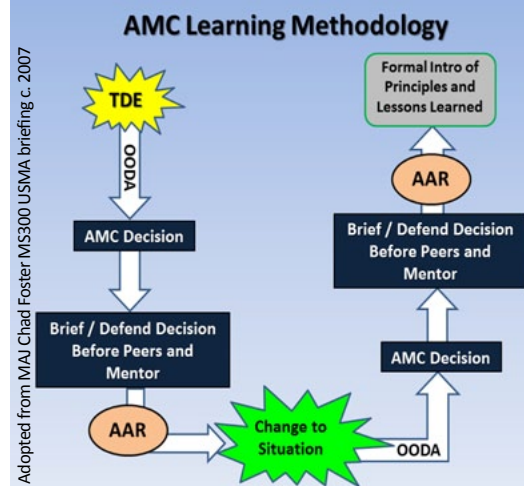 AMC Learning Methodology
Adopted from MAJ Chad Foster MS300 USMA briefing c. 2007
TDE
OODA
AMC Decision
Brief / Defend Decision
Before Peers and
Mentor
AAR
Change to
Situation
OODA
AMC Decision
Brief / Defend Decision
Before Peers and
Mentor
AAR
Formal Intro of
Principles and
Lessons Learned